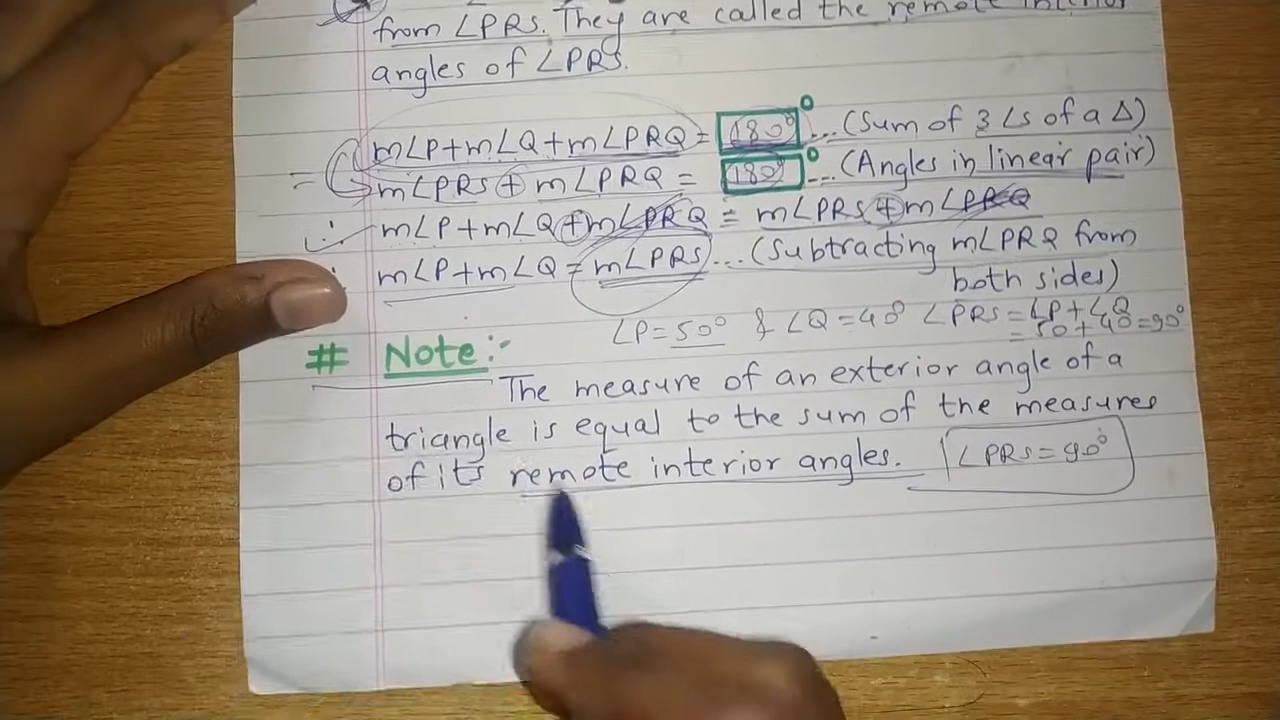 from ∠PRS. They are called the remote interior
angles of ∠PRS.
m∠P+m∠Q+m∠PRQ = 180° ...(Sum of 3 ∠s of a Δ)
= m∠PRS + m∠PRQ = 180° ...(Angles in linear pair)
∴ m∠P+m∠Q+m∠PRQ = m∠PRS+m∠PRQ
∴ m∠P+m∠Q=m∠PRS ...(Subtracting m∠PRQ from
both sides)
∠P=50° & ∠Q=40° ∠PRS=∠P+∠Q
=50+40=90°
# Note:-
The measure of an exterior angle of a
triangle is equal to the sum of the measures
of its remote interior angles. ∠PRS=90°